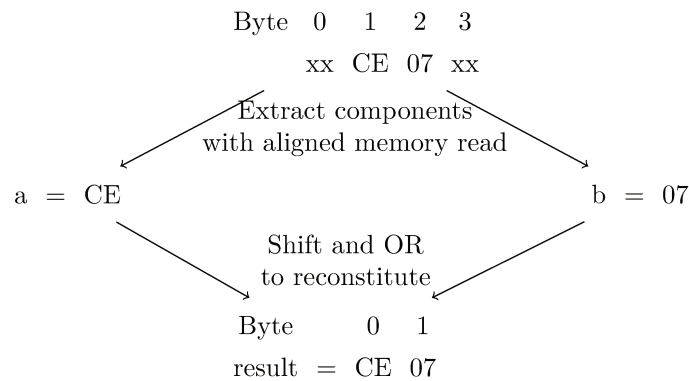 Byte 0 1 2 3
xx CE 07 xx
Extract components
with aligned memory read
a = CE
b = 07
Shift and OR
to reconstitute
Byte 0 1
result = CE 07